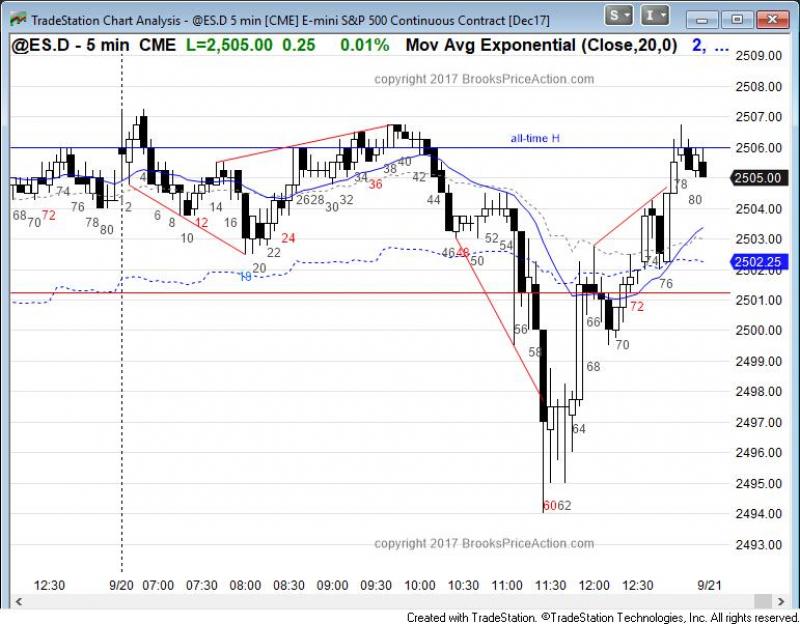 TradeStation Chart Analysis - @ES.D 5 min [CME] E-mini S&P 500 Continuous Contract [Dec17]
S I
@ES.D - 5 min CME L=2,505.00 0.25 0.01% Mov Avg Exponential (Close,20,0) 2, ...
copyright 2017 BrooksPriceAction.com
all-time H
2509.00
2508.00
2507.00
2506.00
2505.00
2504.00
2503.00
2502.25
2502.00
2501.00
2500.00
2499.00
2498.00
2497.00
2496.00
2495.00
2494.00
2493.00
68 70 72 74 76 78 80
2 4 6 8 10 12 14 16 19 20 22 24 26 28 30 32 34 36 38 40 42 44 46 48 50 52 54 56 58 60 62 64 66 68 70 72 74 76 78 80
copyright 2017 BrooksPriceAction.com
12:30 9/20 07:00 07:30 08:00 08:30 09:00 09:30 10:00 10:30 11:00 11:30 12:00 12:30 9/21
Created with TradeStation. ©TradeStation Technologies, Inc. All rights reserved.